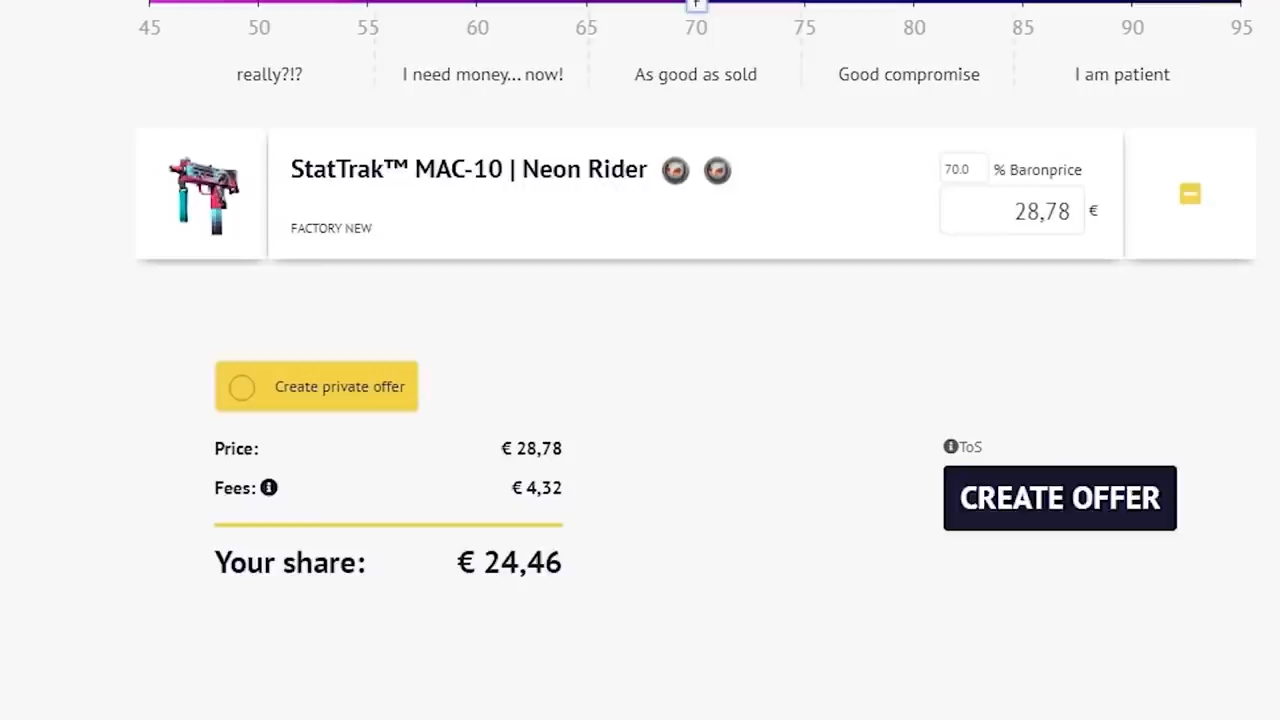 45 50 55 60 65 70 75 80 85 90 95
really?!? I need money... now! As good as sold Good compromise I am patient
StatTrak™ MAC-10 | Neon Rider
70.0 % Baronprice
28,78 €
FACTORY NEW
Create private offer
Price: € 28,78
ToS
Fees: € 4,32
CREATE OFFER
Your share: € 24,46